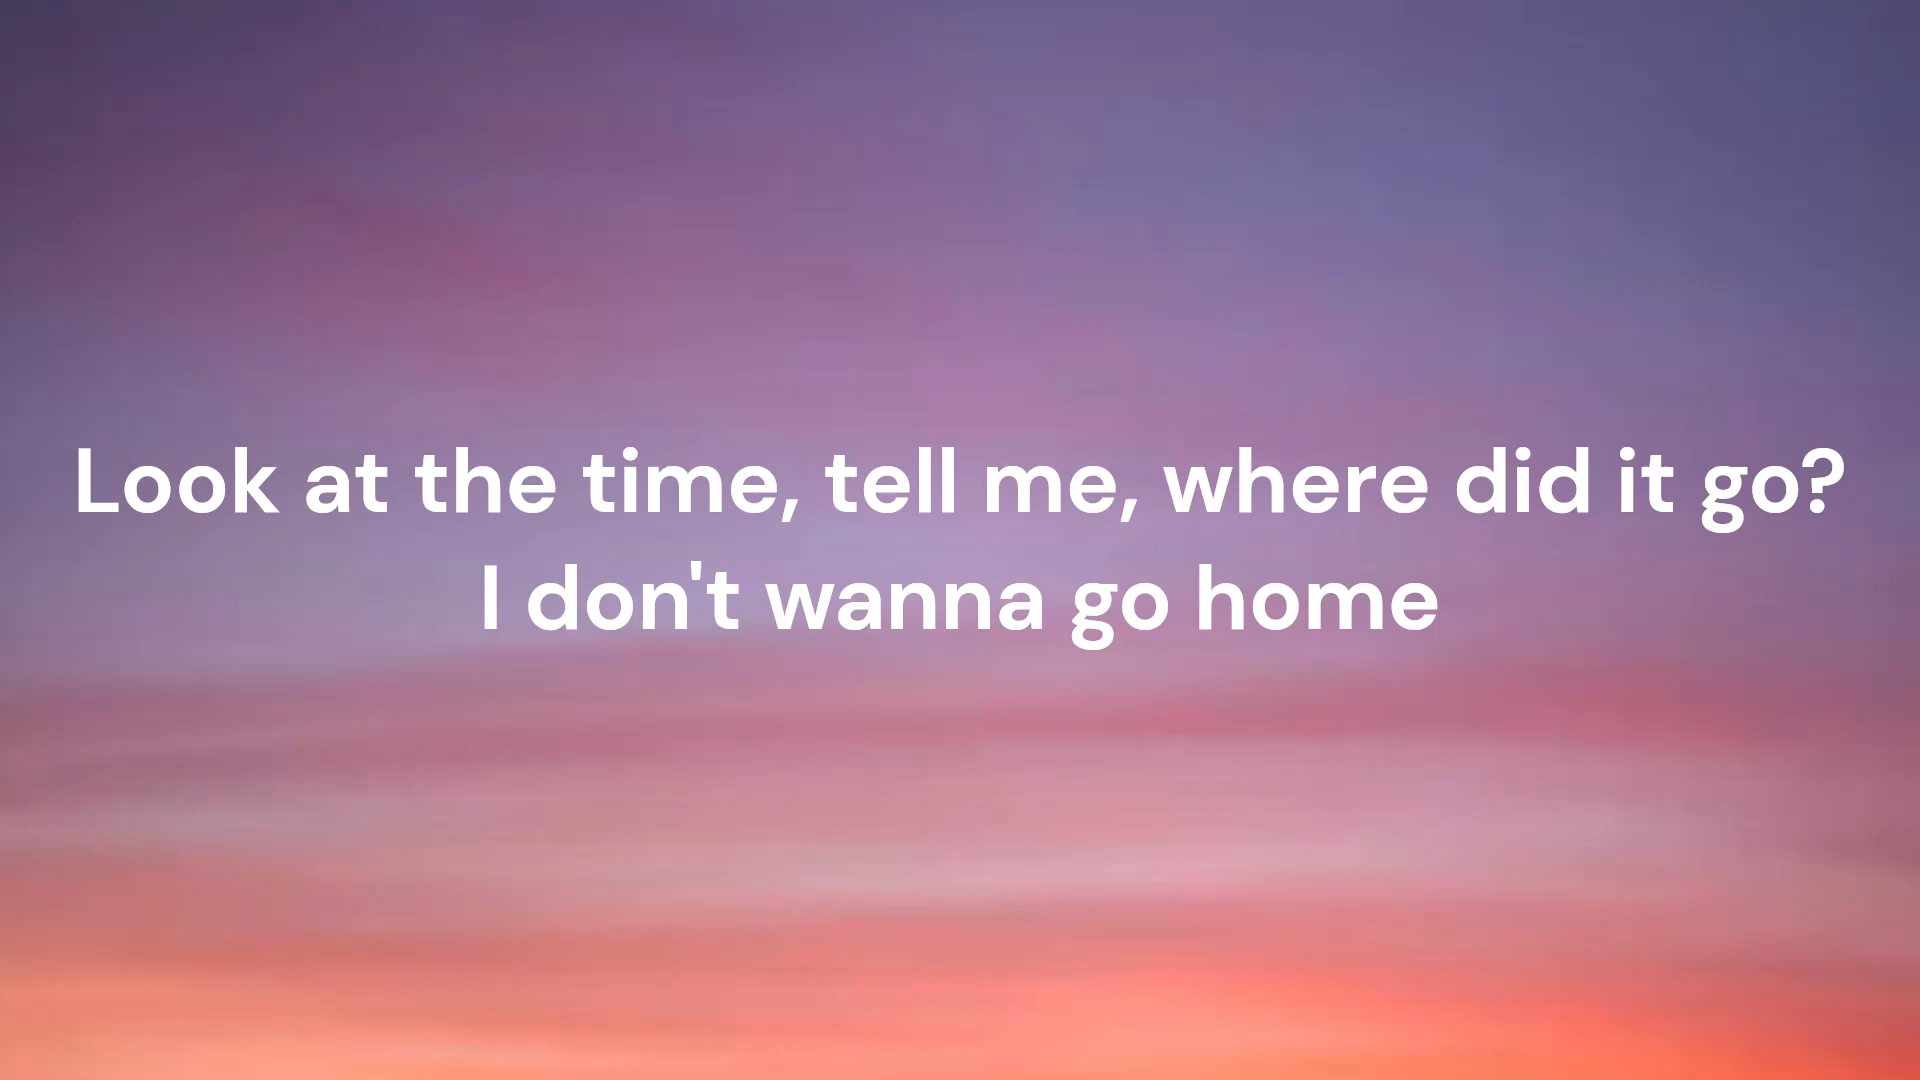 Look at the time, tell me, where did it go?
I don't wanna go home